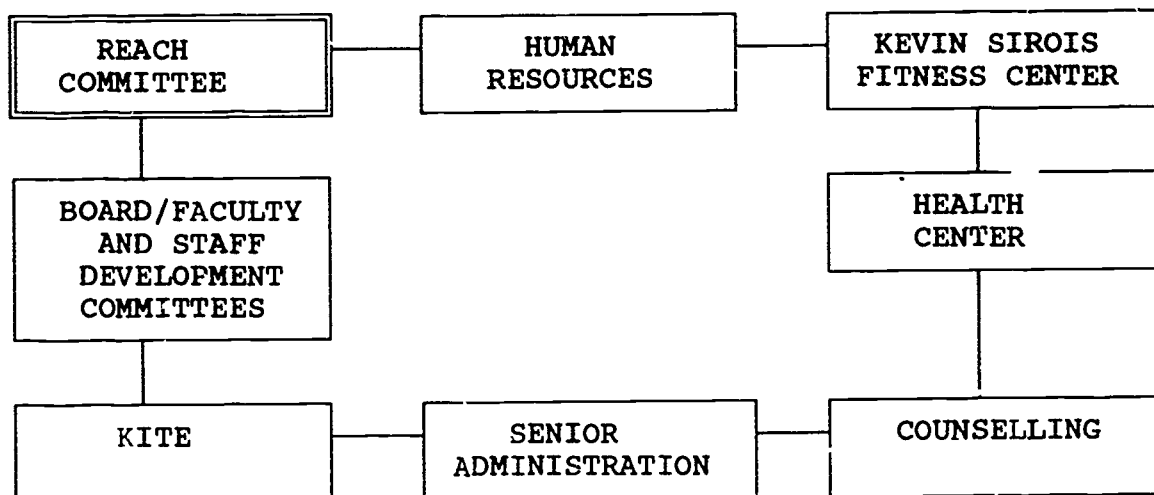 REACH
COMMITTEE
HUMAN
RESOURCES
KEVIN SIROIS
FITNESS CENTER
BOARD/FACULTY
AND STAFF
DEVELOPMENT
COMMITTEES
HEALTH
CENTER
KITE
SENIOR
ADMINISTRATION
COUNSELLING